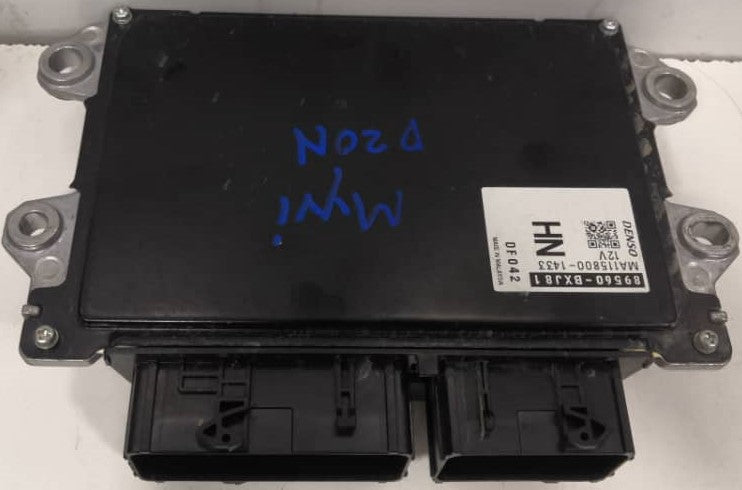 MYVI
D20N
DENSO
12V
MA115800-1433
89560-BXJ81
HN
DF042
MADE IN MALAYSIA